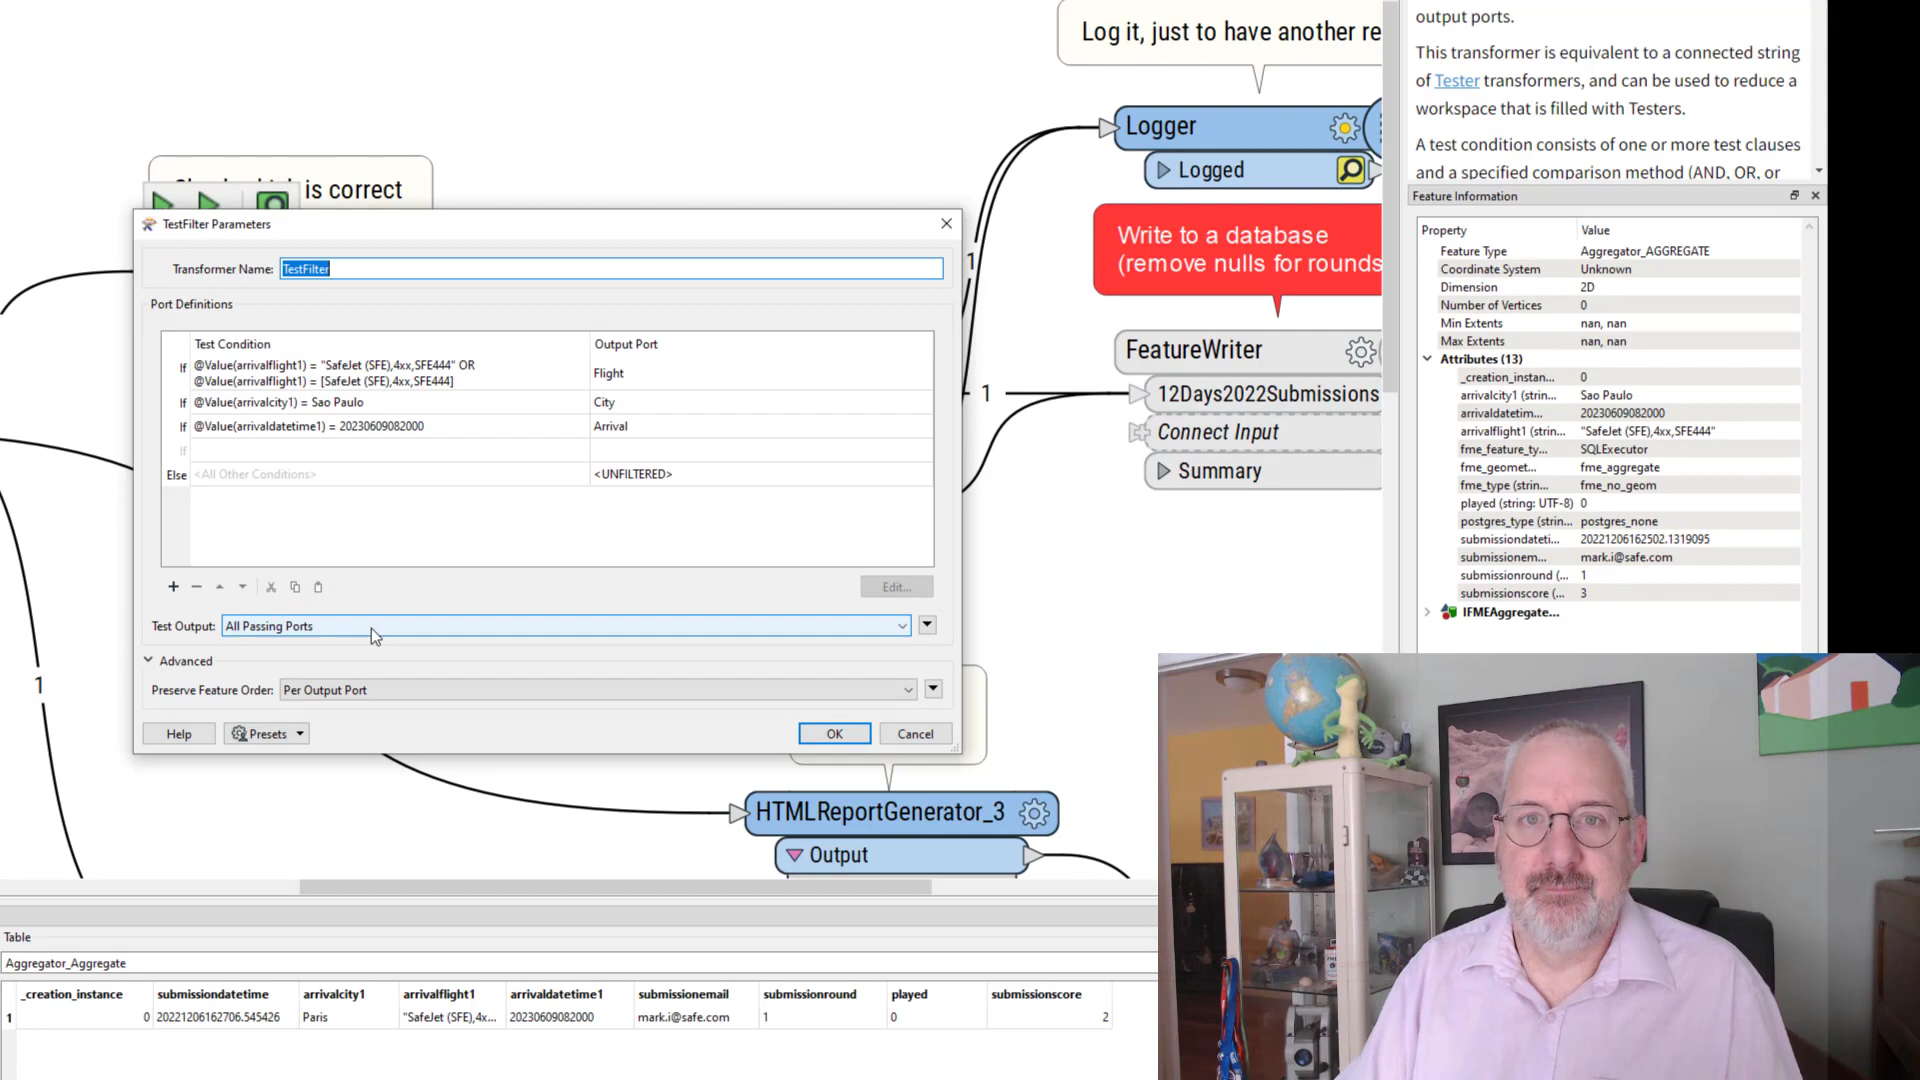 Log it, just to have another re
Logger
Logged
is correct
Write to a database
(remove nulls for rounds
FeatureWriter
12Days2022Submissions
Connect Input
Summary
1
1
1
TestFilter Parameters
Transformer Name: TestFilter
Port Definitions
Test Condition Output Port
If @Value(arrivalflight1) = "SafeJet (SFE),4xx,SFE444" OR
@Value(arrivalflight1) = [SafeJet (SFE),4xx,SFE444] Flight
If @Value(arrivalcity1) = Sao Paulo City
If @Value(arrivaldatetime1) = 20230609082000 Arrival
If
Else <All Other Conditions> <UNFILTERED>
Edit...
Test Output: All Passing Ports
Advanced
Preserve Feature Order: Per Output Port
Help Presets OK Cancel
HTMLReportGenerator_3
Output
output ports.
This transformer is equivalent to a connected string
of Tester transformers, and can be used to reduce a
workspace that is filled with Testers.
A test condition consists of one or more test clauses
and a specified comparison method (AND, OR, or
Feature Information
Property Value
Feature Type Aggregator_AGGREGATE
Coordinate System Unknown
Dimension 2D
Number of Vertices 0
Min Extents nan, nan
Max Extents nan, nan
Attributes (13)
_creation_instan... 0
arrivalcity1 (strin... Sao Paulo
arrivaldatetim... 20230609082000
arrivalflight1 (strin... "SafeJet (SFE),4xx,SFE444"
fme_feature_ty... SQLExecutor
fme_geomet... fme_aggregate
fme_type (strin... fme_no_geom
played (string: UTF-8) 0
postgres_type (strin... postgres_none
submissiondateti... 20221206162502.1319095
submissionem... mark.i@safe.com
submissionround (... 1
submissionscore (... 3
IFMEAggregate...
Table
Aggregator_Aggregate
_creation_instance submissiondatetime arrivalcity1 arrivalflight1 arrivaldatetime1 submissionemail submissionround played submissionscore
1 0 20221206162706.545426 Paris "SafeJet (SFE),4x... 20230609082000 mark.i@safe.com 1 0 2